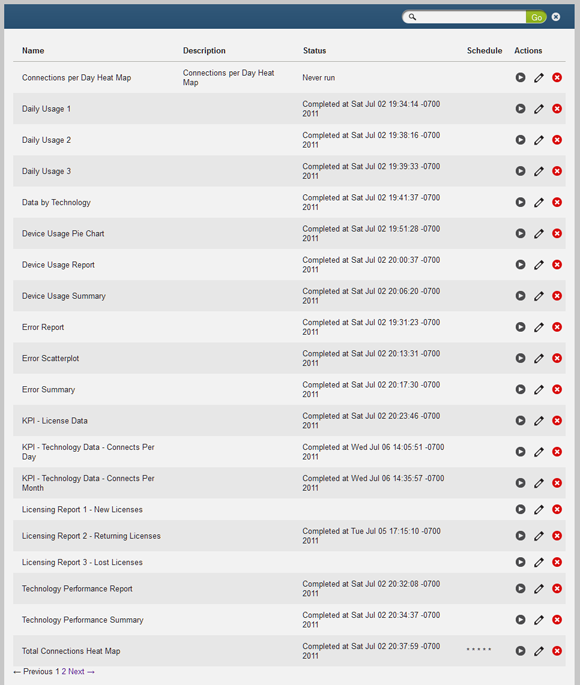 Go
Name Description Status Schedule Actions
Connections per Day Heat Map Connections per Day Heat Never run
Map
Daily Usage 1 Completed at Sat Jul 02 19:34:14 -0700
2011
Daily Usage 2 Completed at Sat Jul 02 19:38:16 -0700
2011
Daily Usage 3 Completed at Sat Jul 02 19:39:33 -0700
2011
Data by Technology Completed at Sat Jul 02 19:41:37 -0700
2011
Device Usage Pie Chart Completed at Sat Jul 02 19:51:28 -0700
2011
Device Usage Report Completed at Sat Jul 02 20:00:37 -0700
2011
Device Usage Summary Completed at Sat Jul 02 20:06:20 -0700
2011
Error Report Completed at Sat Jul 02 19:31:23 -0700
2011
Error Scatterplot Completed at Sat Jul 02 20:13:31 -0700
2011
Error Summary Completed at Sat Jul 02 20:17:30 -0700
2011
KPI - License Data Completed at Sat Jul 02 20:23:46 -0700
2011
KPI - Technology Data - Connects Per Completed at Wed Jul 06 14:05:51 -0700
Day 2011
KPI - Technology Data - Connects Per Completed at Wed Jul 06 14:35:57 -0700
Month 2011
Licensing Report 1 - New Licenses
Licensing Report 2 - Returning Licenses Completed at Tue Jul 05 17:15:10 -0700
2011
Licensing Report 3 - Lost Licenses
Technology Performance Report Completed at Sat Jul 02 20:32:08 -0700
2011
Technology Performance Summary Completed at Sat Jul 02 20:34:37 -0700
2011
Total Connections Heat Map Completed at Sat Jul 02 20:37:59 -0700 * * * * *
2011
← Previous 1 2 Next →